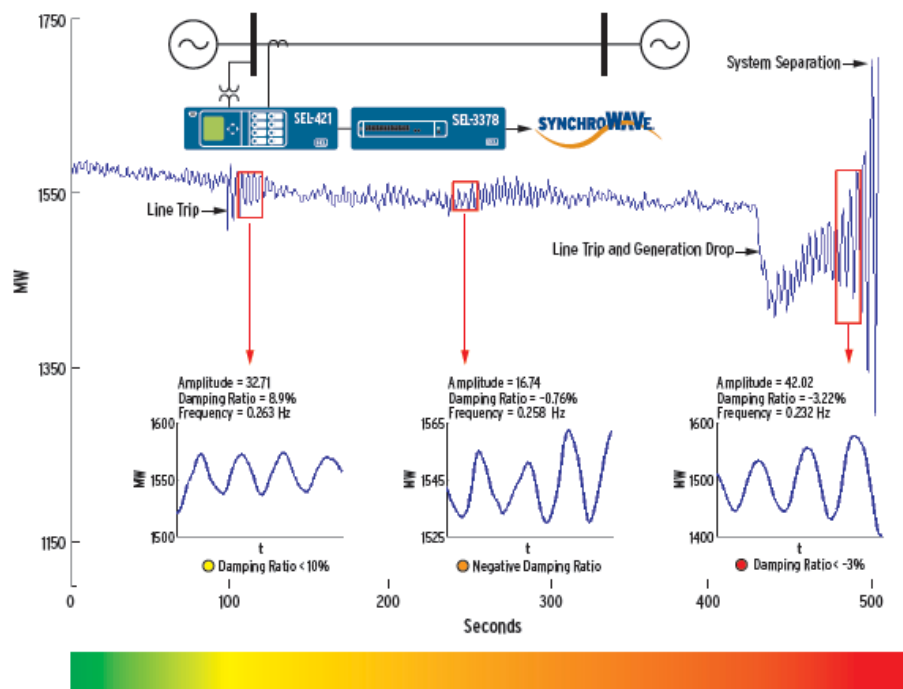 1750
System Separation
1650
SEL-421
SEL-3378
SYNCHROWAVE
SEL
SEL
1550
Line Trip
Line Trip and Generation Drop
MW
1350
Amplitude = 32.71
Damping Ratio = 8.9%
Frequency = 0.263 Hz
1600
MW
1550
1500
t
Damping Ratio < 10%
Amplitude = 16.74
Damping Ratio = -0.76%
Frequency = 0.258 Hz
1565
MW
1545
1525
t
Negative Damping Ratio
Amplitude = 42.02
Damping Ratio = -3.22%
Frequency = 0.232 Hz
1600
MW
1500
1400
t
Damping Ratio < -3%
1150
0 100 200 300 400 500
Seconds